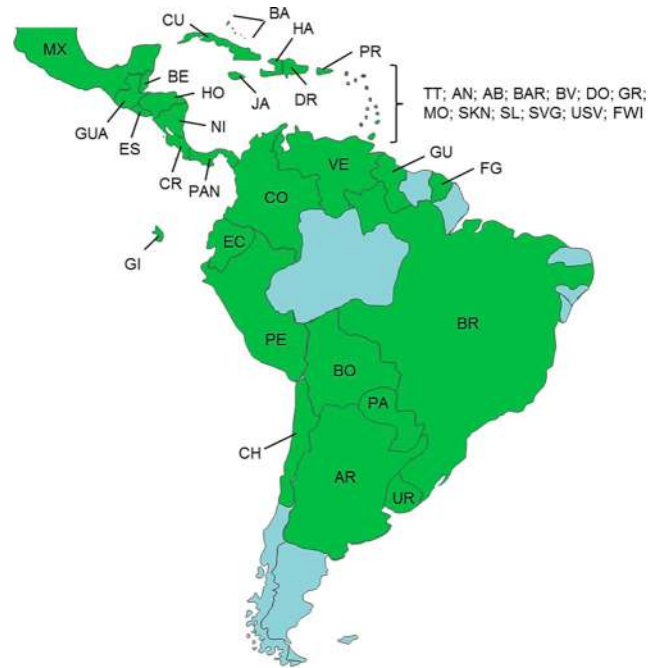 BA
CU
HA
MX
PR
BE
HO
JA
DR
TT; AN; AB; BAR; BV; DO; GR;
MO; SKN; SL; SVG; USV; FWI
GUA
NI
ES
GU
VE
FG
CR
PAN
CO
EC
GI
BR
PE
BO
PA
CH
AR
UR